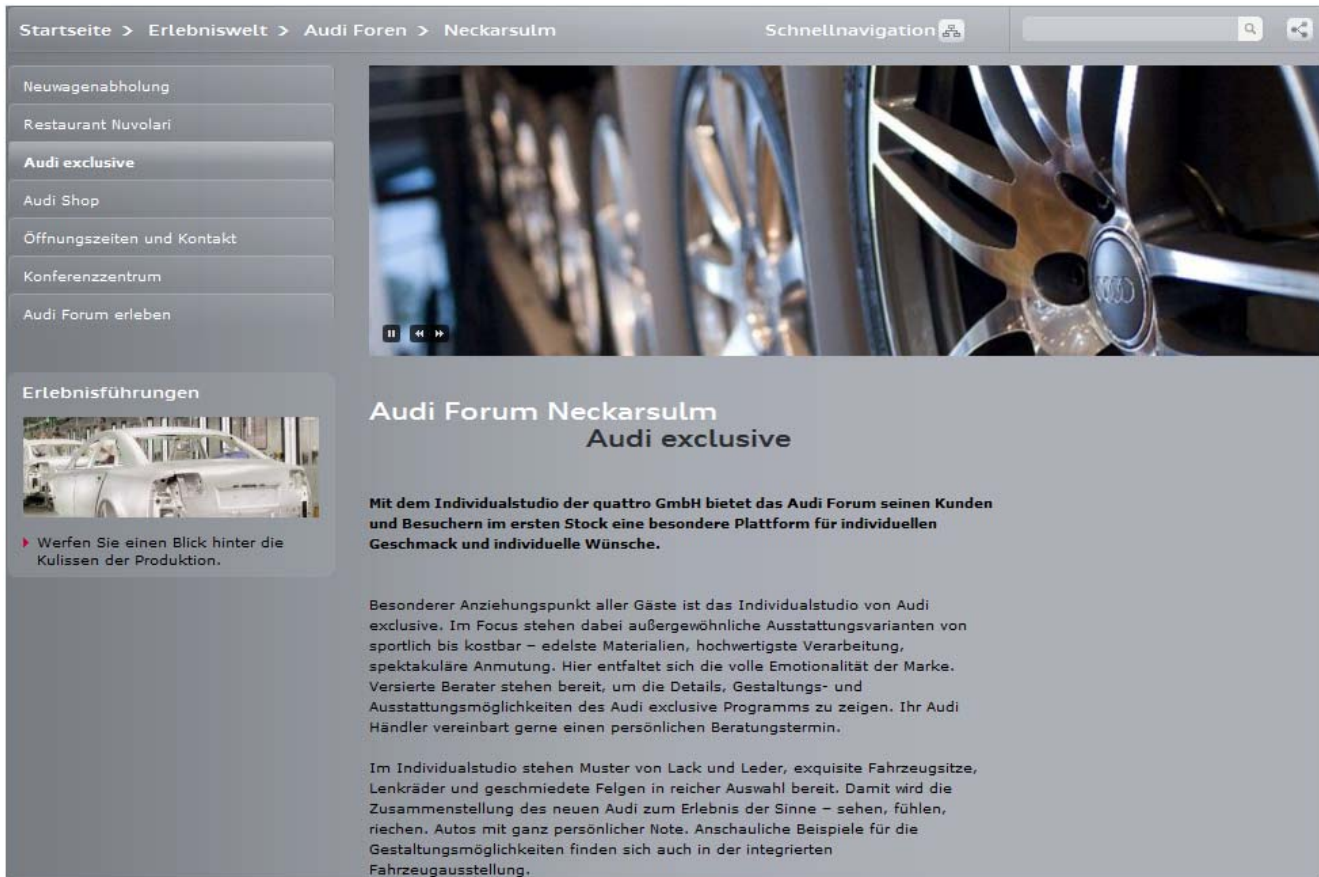 Startseite > Erlebniswelt > Audi Foren > Neckarsulm
Schnellnavigation
Neuwagenabholung
Restaurant Nuvolari
Audi exclusive
Audi Shop
Öffnungszeiten und Kontakt
Konferenzzentrum
Audi Forum erleben
Erlebnisführungen
Werfen Sie einen Blick hinter die
Kulissen der Produktion.
Audi Forum Neckarsulm
Audi exclusive
Mit dem Individualstudio der quattro GmbH bietet das Audi Forum seinen Kunden
und Besuchern im ersten Stock eine besondere Plattform für individuellen
Geschmack und individuelle Wünsche.
Besonderer Anziehungspunkt aller Gäste ist das Individualstudio von Audi
exclusive. Im Focus stehen dabei außergewöhnliche Ausstattungsvarianten von
sportlich bis kostbar – edelste Materialien, hochwertigste Verarbeitung,
spektakuläre Anmutung. Hier entfaltet sich die volle Emotionalität der Marke.
Versierte Berater stehen bereit, um die Details, Gestaltungs- und
Ausstattungsmöglichkeiten des Audi exclusive Programms zu zeigen. Ihr Audi
Händler vereinbart gerne einen persönlichen Beratungstermin.
Im Individualstudio stehen Muster von Lack und Leder, exquisite Fahrzeugsitze,
Lenkräder und geschmiedete Felgen in reicher Auswahl bereit. Damit wird die
Zusammenstellung des neuen Audi zum Erlebnis der Sinne – sehen, fühlen,
riechen. Autos mit ganz persönlicher Note. Anschauliche Beispiele für die
Gestaltungsmöglichkeiten finden sich auch in der integrierten
Fahrzeugausstellung.